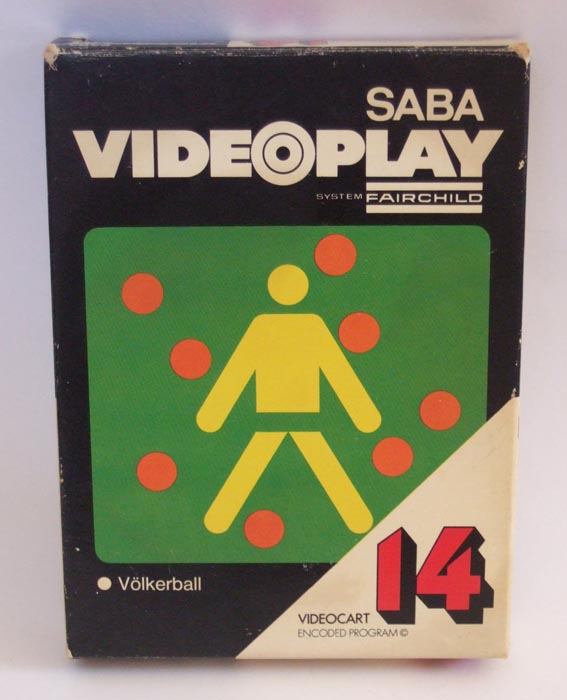 SABA
VIDEOPLAY
SYSTEM FAIRCHILD
Völkerball
14
VIDEOCART
ENCODED PROGRAM ©